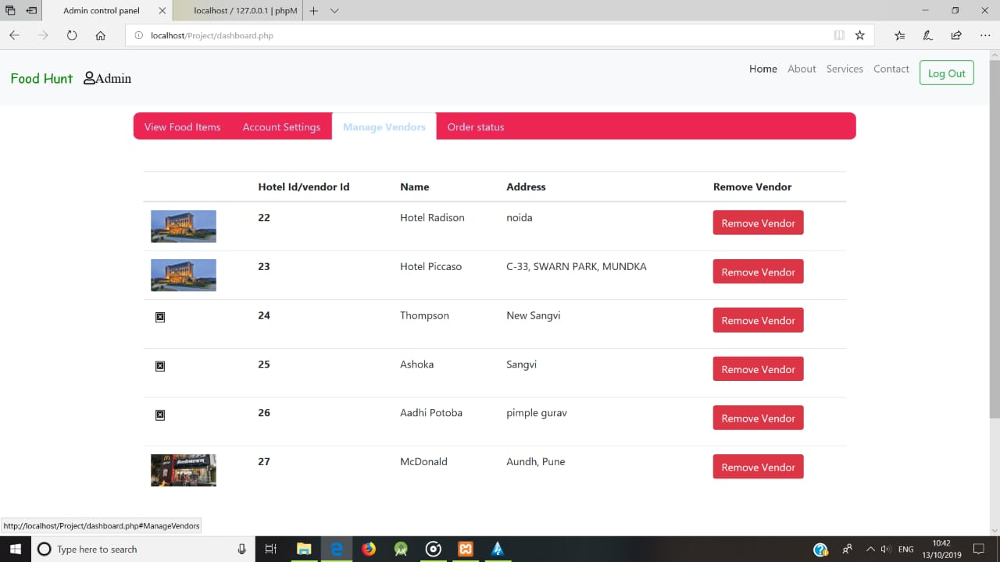 Admin control panel
localhost / 127.0.0.1 | phpM
localhost/Project/dashboard.php
Food Hunt Admin
Home About Services Contact Log Out
View Food Items Account Settings Manage Vendors Order status
Hotel Id/vendor Id Name Address Remove Vendor
22 Hotel Radison noida Remove Vendor
23 Hotel Piccaso C-33, SWARN PARK, MUNDKA Remove Vendor
24 Thompson New Sangvi Remove Vendor
25 Ashoka Sangvi Remove Vendor
26 Aadhi Potoba pimple gurav Remove Vendor
27 McDonald Aundh, Pune Remove Vendor
http://localhost/Project/dashboard.php#ManageVendors
Type here to search
ENG
10:42
13/10/2019